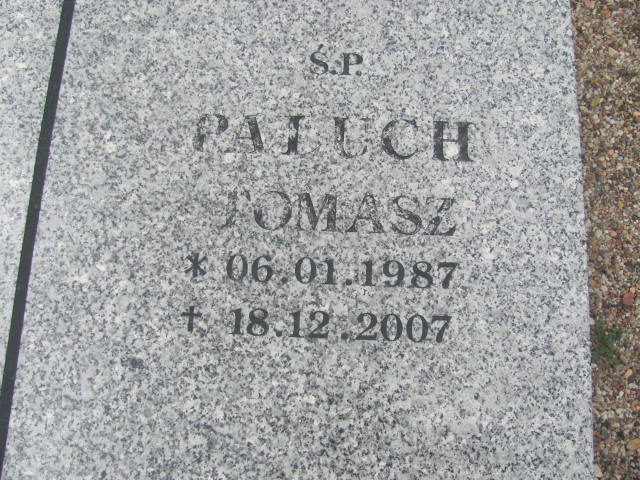 Ś.P.
PALUCH
TOMASZ
* 06.01.1987
† 18.12.2007